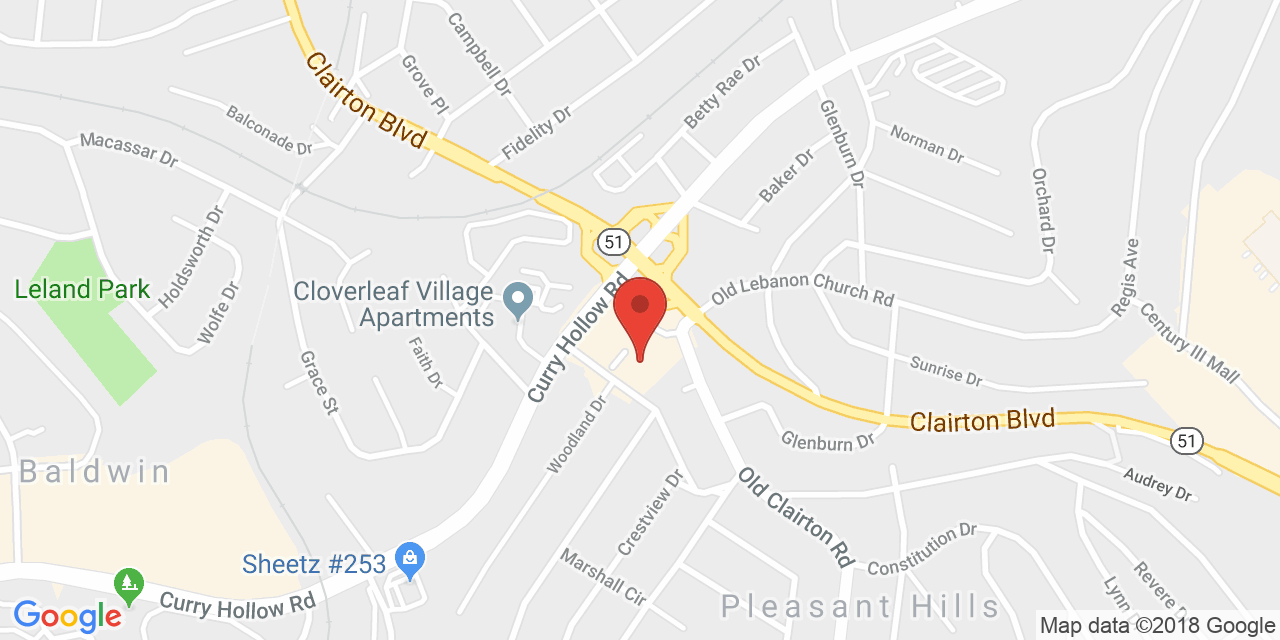 Clairton Blvd
Campbell Dr
Grove Pl
Betty Rae Dr
Fidelity Dr
Balconade Dr
Macassar Dr
Glenburn Dr
Norman Dr
Baker Dr
Orchard Dr
Holdsworth Dr
51
Regis Ave
Leland Park
Wolfe Dr
Cloverleaf Village
Apartments
Curry Hollow Rd
Old Lebanon Church Rd
Century III Mall
Faith Dr
Grace St
Sunrise Dr
Woodland Dr
Clairton Blvd
Glenburn Dr
51
Baldwin
Crestview Dr
Old Clairton Rd
Audrey Dr
Sheetz #253
Marshall Cir
Constitution Dr
Revere D
Lynn D
Curry Hollow Rd
Pleasant Hills
Google
Map data ©2018 Google